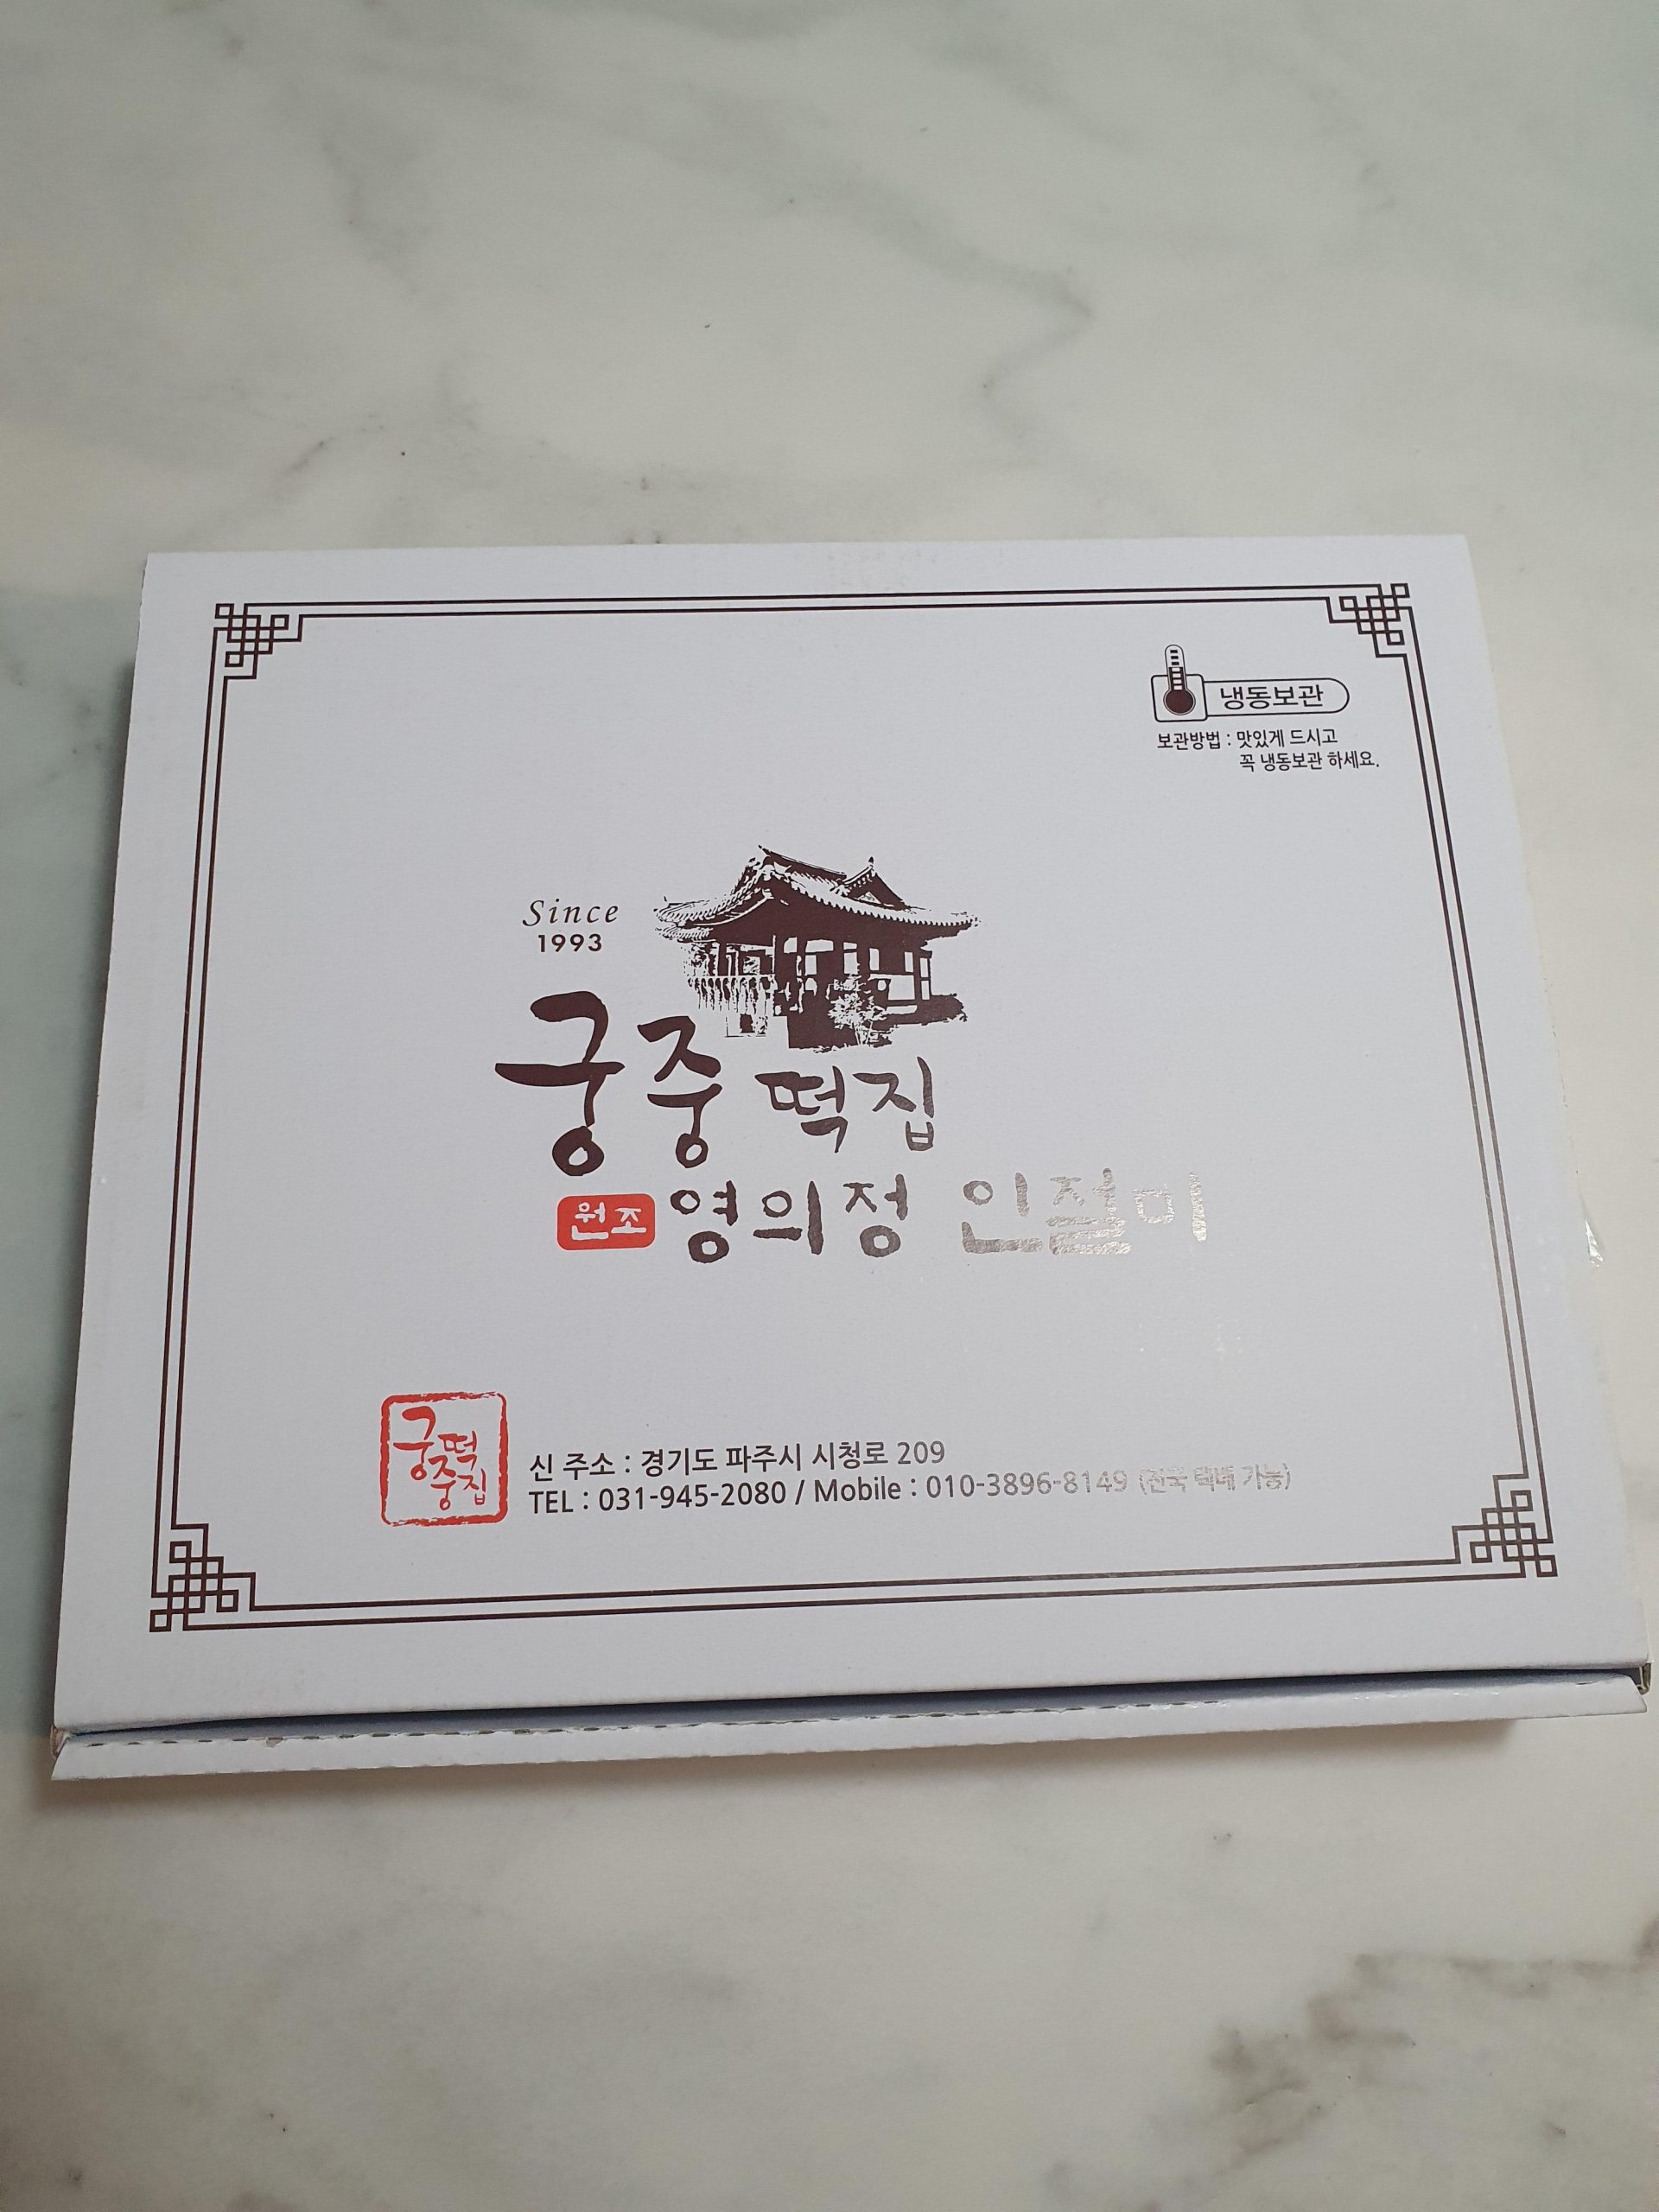 냉동보관
보관방법 : 맛있게 드시고
꼭 냉동보관 하세요.
Since
1993
궁중 떡집
원조 영의정 인절미
궁떡
중집
신 주소 : 경기도 파주시 시청로 209
TEL : 031-945-2080 / Mobile : 010-3896-8149 (전국 택배 가능)